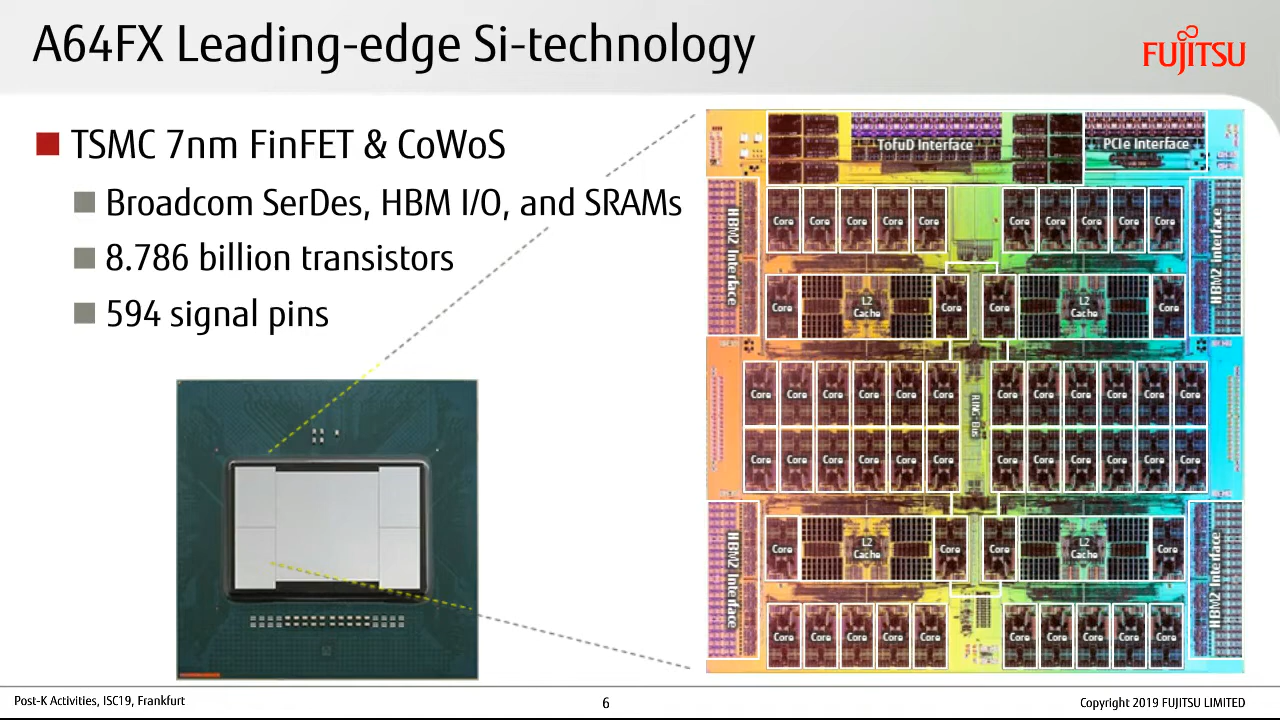 A64FX Leading-edge Si-technology
FUJITSU
TSMC 7nm FinFET & CoWoS
Broadcom SerDes, HBM I/O, and SRAMs
8.786 billion transistors
594 signal pins
TofuD Interface
PCIe Interface
HBM2 Interface
HBM2 Interface
Core Core Core Core Core Core Core Core Core Core
Core L2 Cache Core Core L2 Cache Core
Core Core Core Core Core Core Core Core Core Core Core Core
RING-Bus
Core Core Core Core Core Core Core Core Core Core Core Core
HBM2 Interface
HBM2 Interface
Core L2 Cache Core Core L2 Cache Core
Core Core Core Core Core Core Core Core Core Core
Post-K Activities, ISC19, Frankfurt
6
Copyright 2019 FUJITSU LIMITED